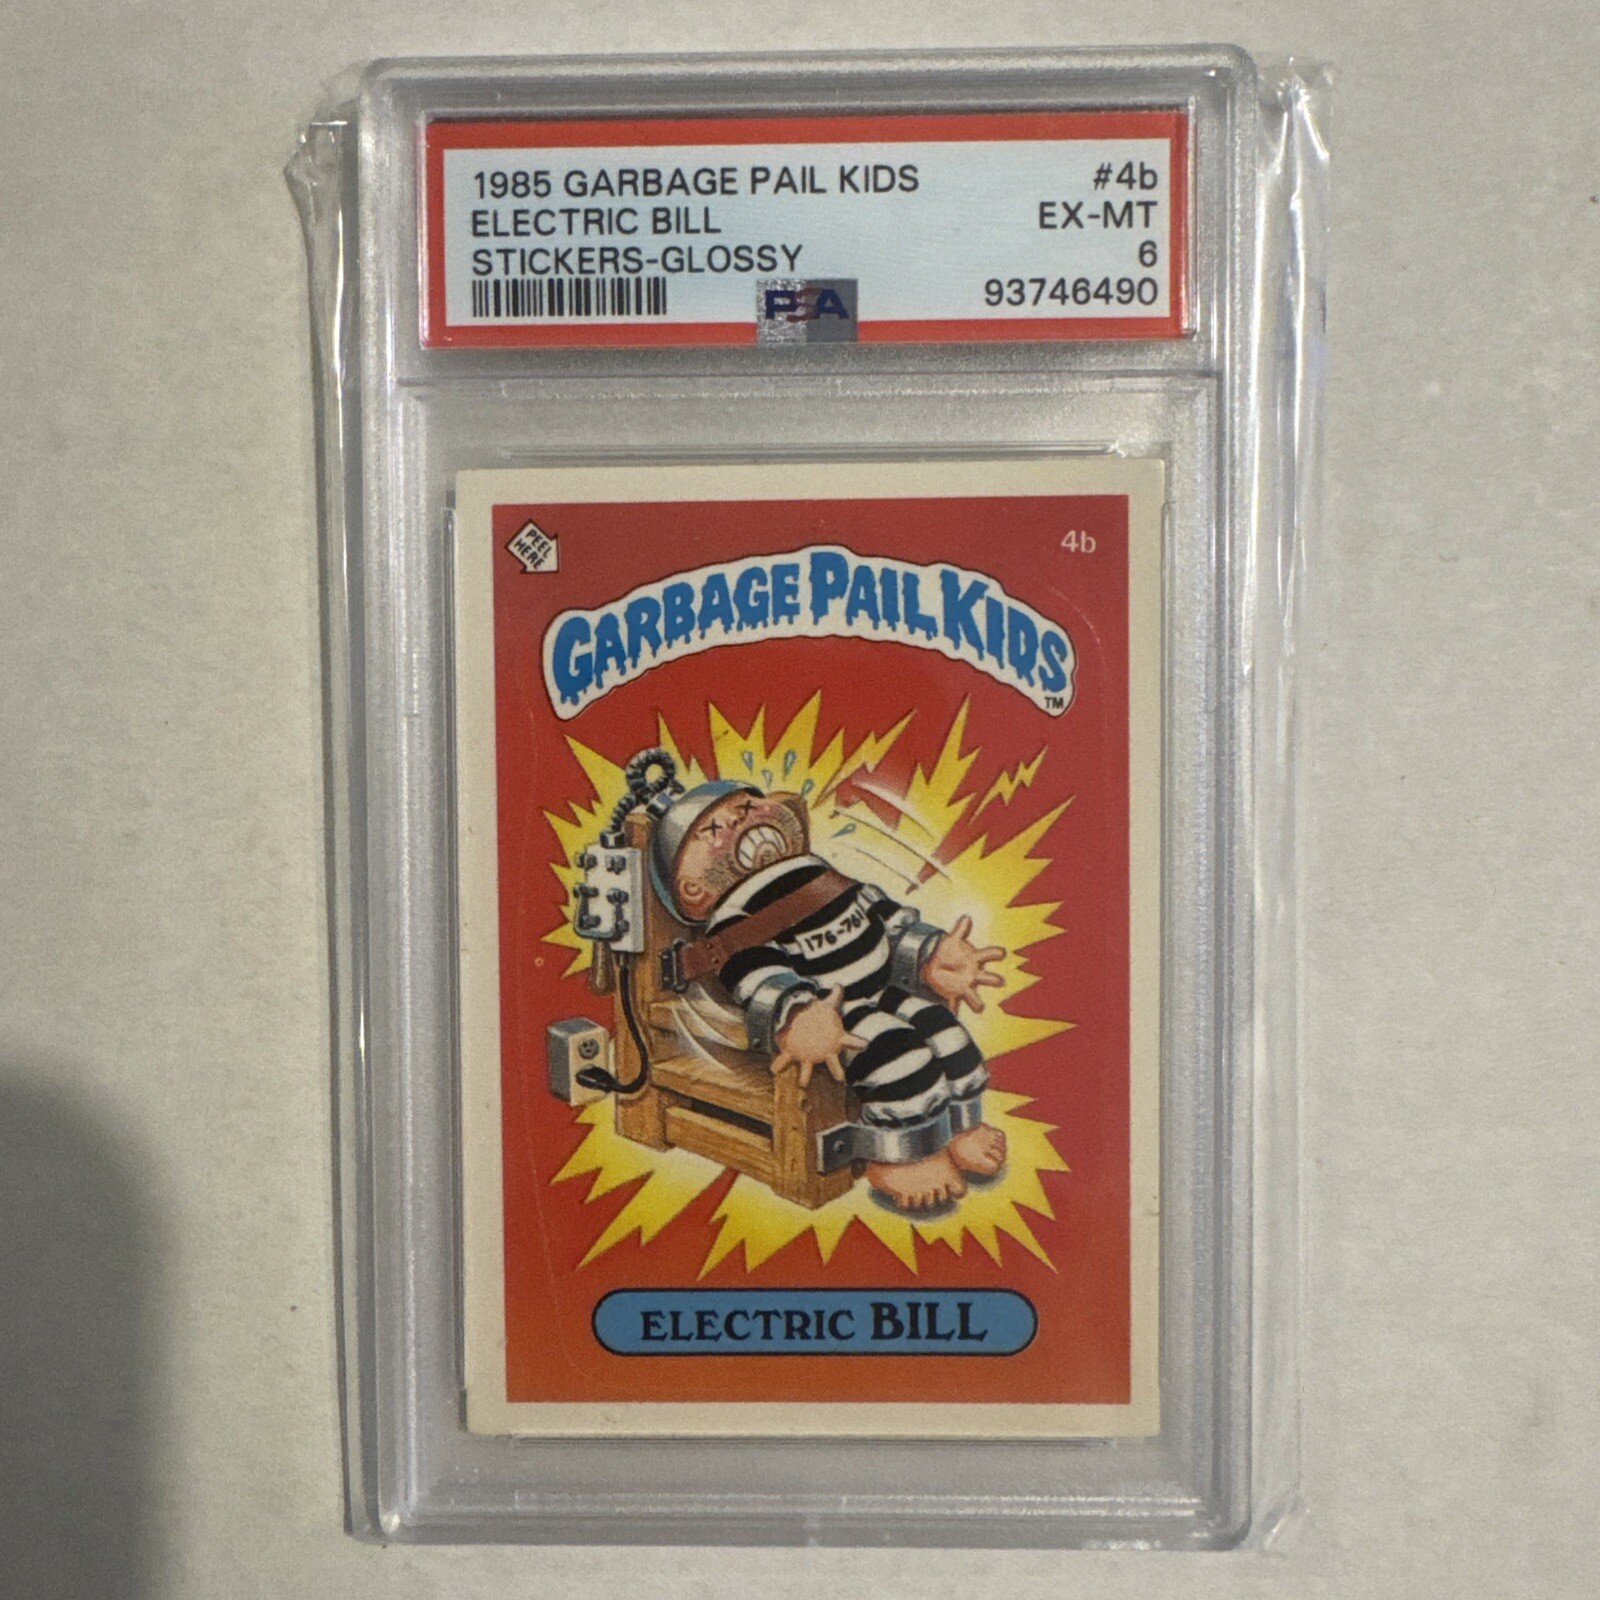 1985 GARBAGE PAIL KIDS #4b
ELECTRIC BILL EX-MT
STICKERS-GLOSSY 6
PSA 93746490
PEEL HERE
4b
GARBAGE PAIL KIDS
TM
176-761
ELECTRIC BILL